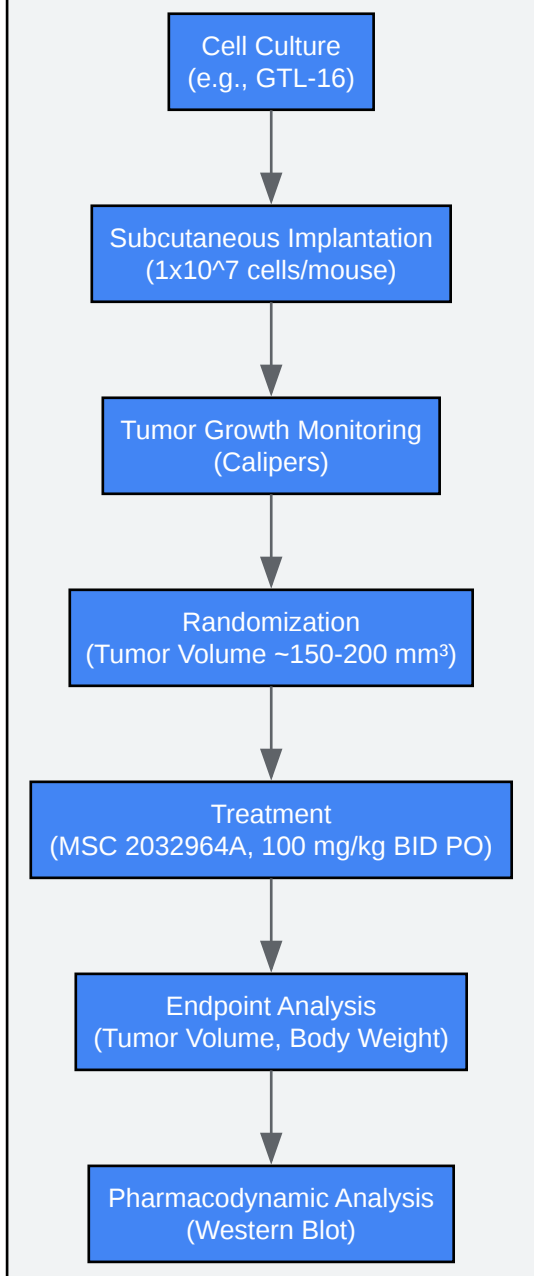 Cell Culture
(e.g., GTL-16)
Subcutaneous Implantation
(1x10^7 cells/mouse)
Tumor Growth Monitoring
(Calipers)
Randomization
(Tumor Volume ~150-200 mm³)
Treatment
(MSC 2032964A, 100 mg/kg BID PO)
Endpoint Analysis
(Tumor Volume, Body Weight)
Pharmacodynamic Analysis
(Western Blot)